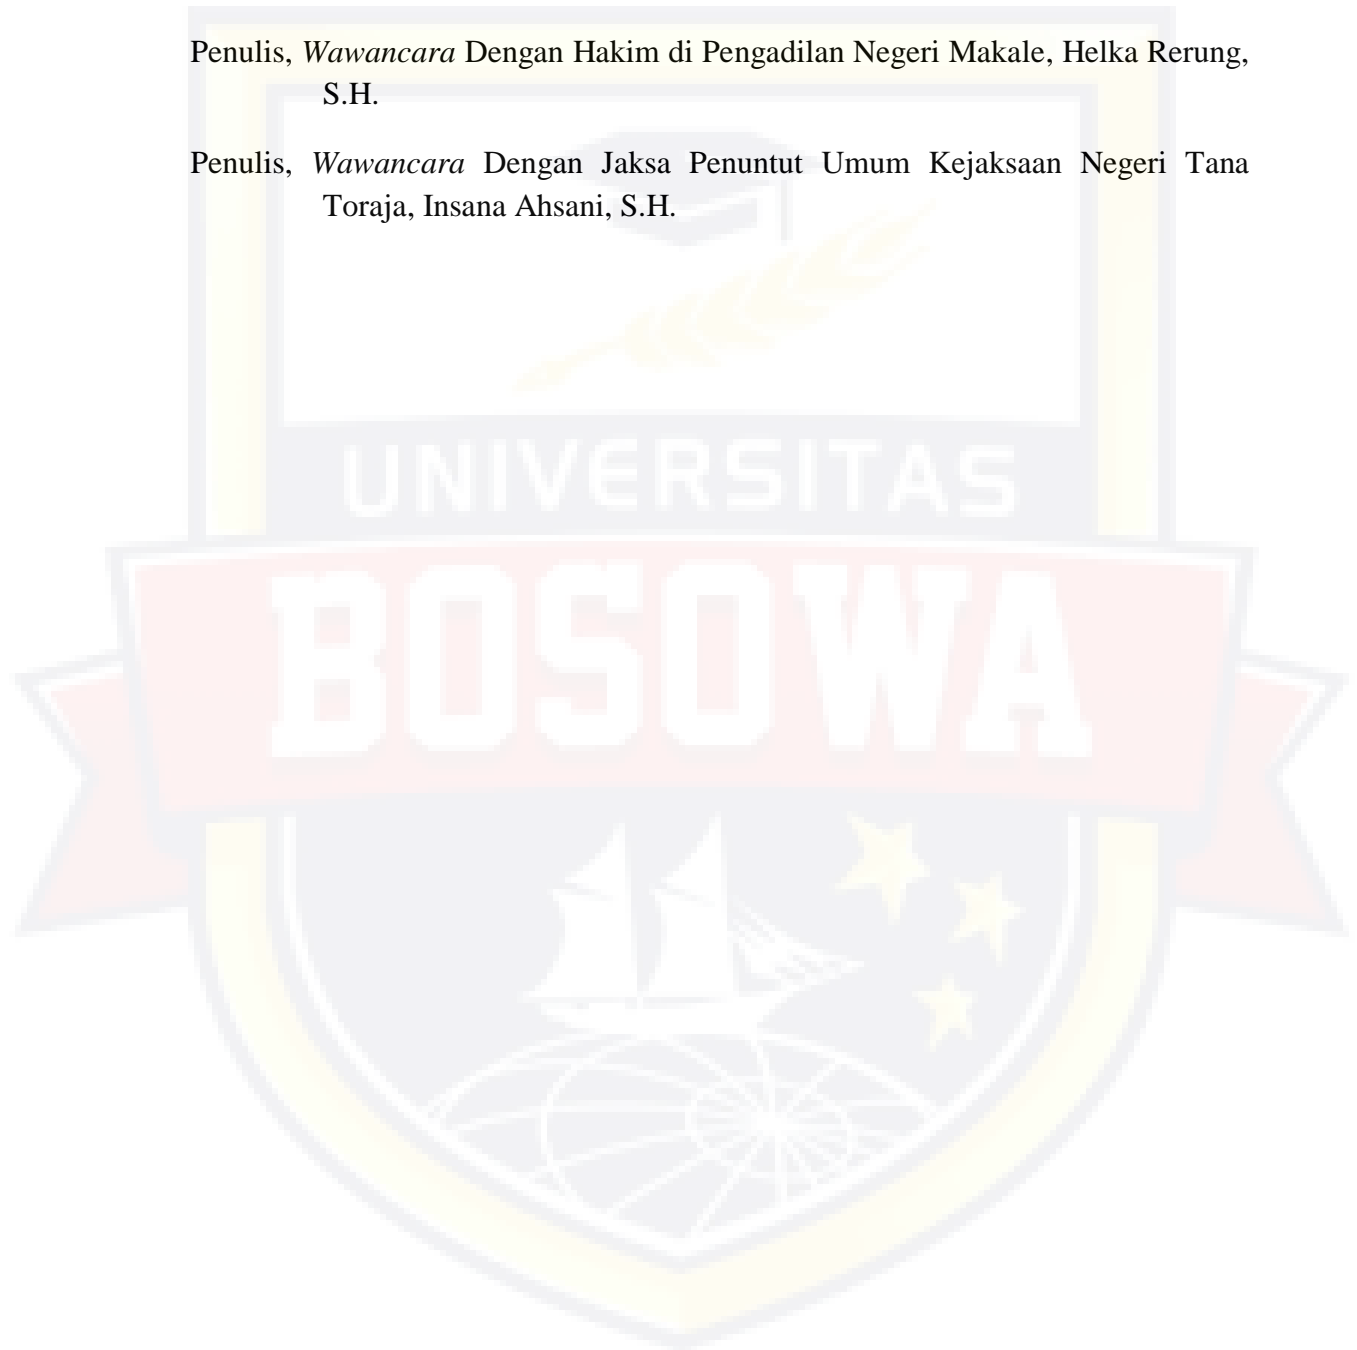 Penulis, Wawancara Dengan Hakim di Pengadilan Negeri Makale, Helka Rerung,
S.H.
Penulis, Wawancara Dengan Jaksa Penuntut Umum Kejaksaan Negeri Tana
Toraja, Insana Ahsani, S.H.
UNIVERSITAS
BOSOWA